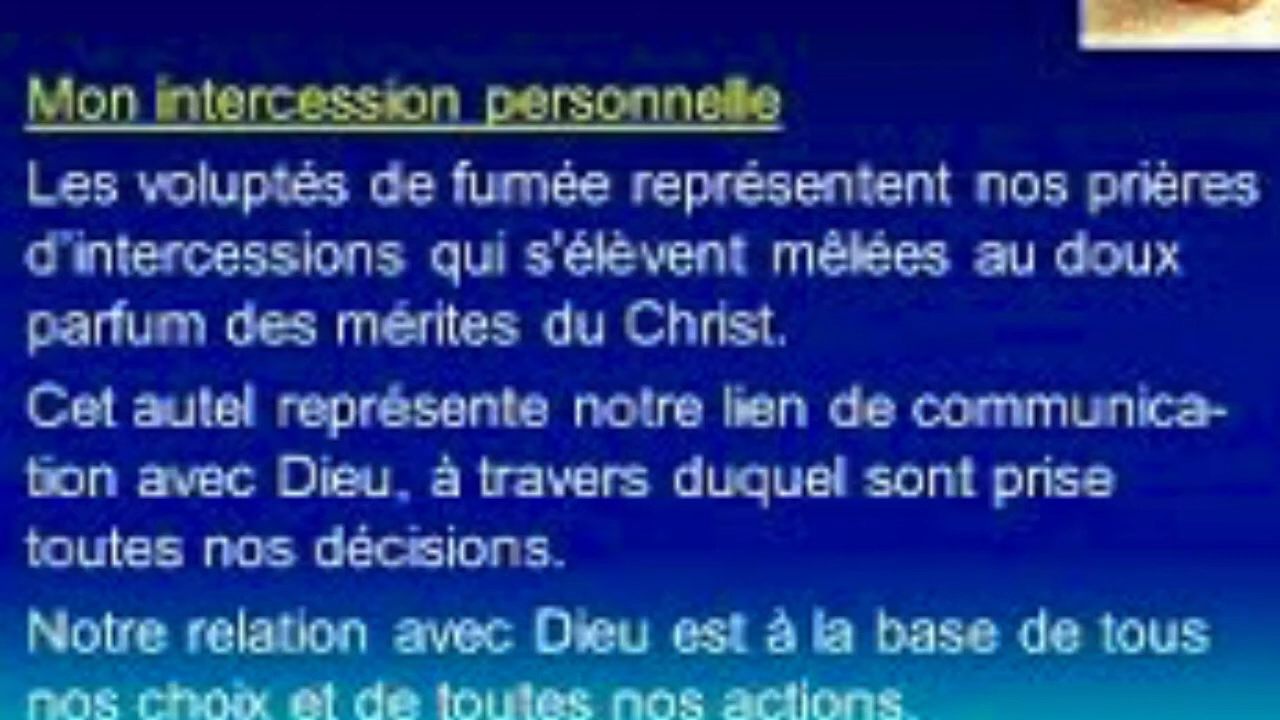 Mon intercession personnelle
Les voluptés de fumée représentent nos prières
d'intercessions qui s'élèvent mêlées au doux
parfum des mérites du Christ.
Cet autel représente notre lien de communica-
tion avec Dieu, à travers duquel sont prise
toutes nos décisions.
Notre relation avec Dieu est à la base de tous
nos choix et de toutes nos actions.